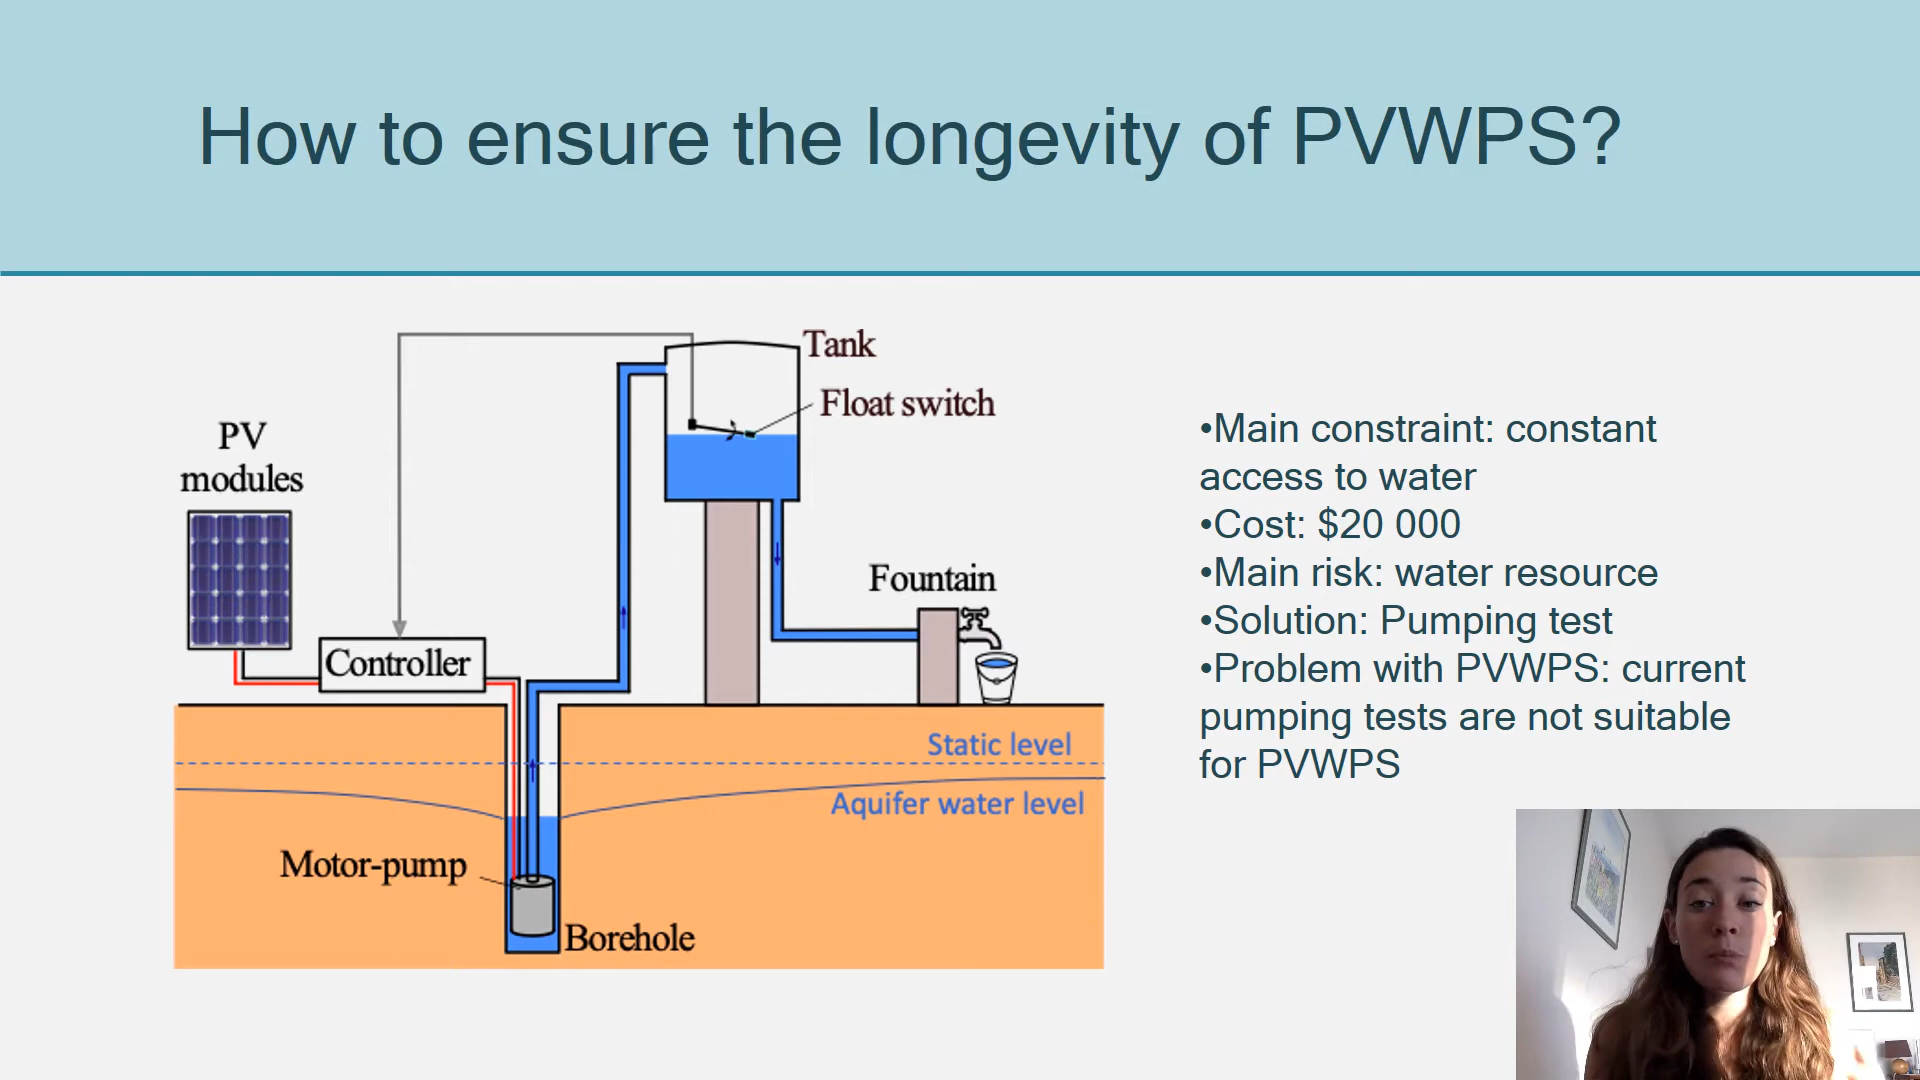 How to ensure the longevity of PVWPS?
Tank
Float switch
PV
modules
Fountain
Controller
Static level
Aquifer water level
Motor-pump
Borehole
•Main constraint: constant
access to water
•Cost: $20 000
•Main risk: water resource
•Solution: Pumping test
•Problem with PVWPS: current
pumping tests are not suitable
for PVWPS